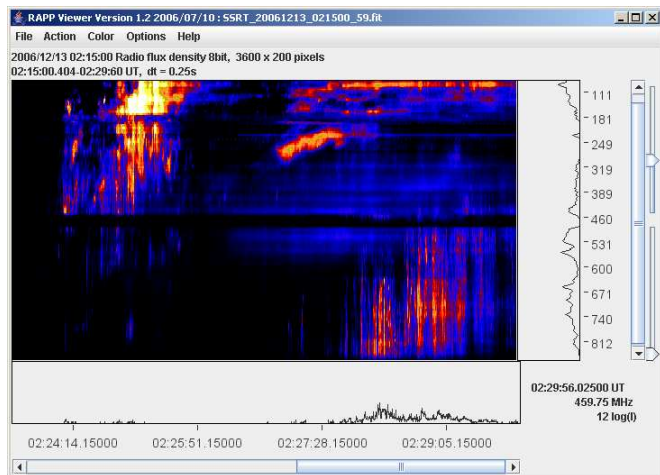 RAPP Viewer Version 1.2 2006/07/10 : SSRT_20061213_021500_59.fit
File Action Color Options Help
2006/12/13 02:15:00 Radio flux density 8bit, 3600 x 200 pixels
02:15:00.404-02:29:60 UT, dt = 0.25s
111
181
249
319
389
460
531
600
671
740
812
02:29:56.02500 UT
459.75 MHz
12 log(I)
02:24:14.15000 02:25:51.15000 02:27:28.15000 02:29:05.15000